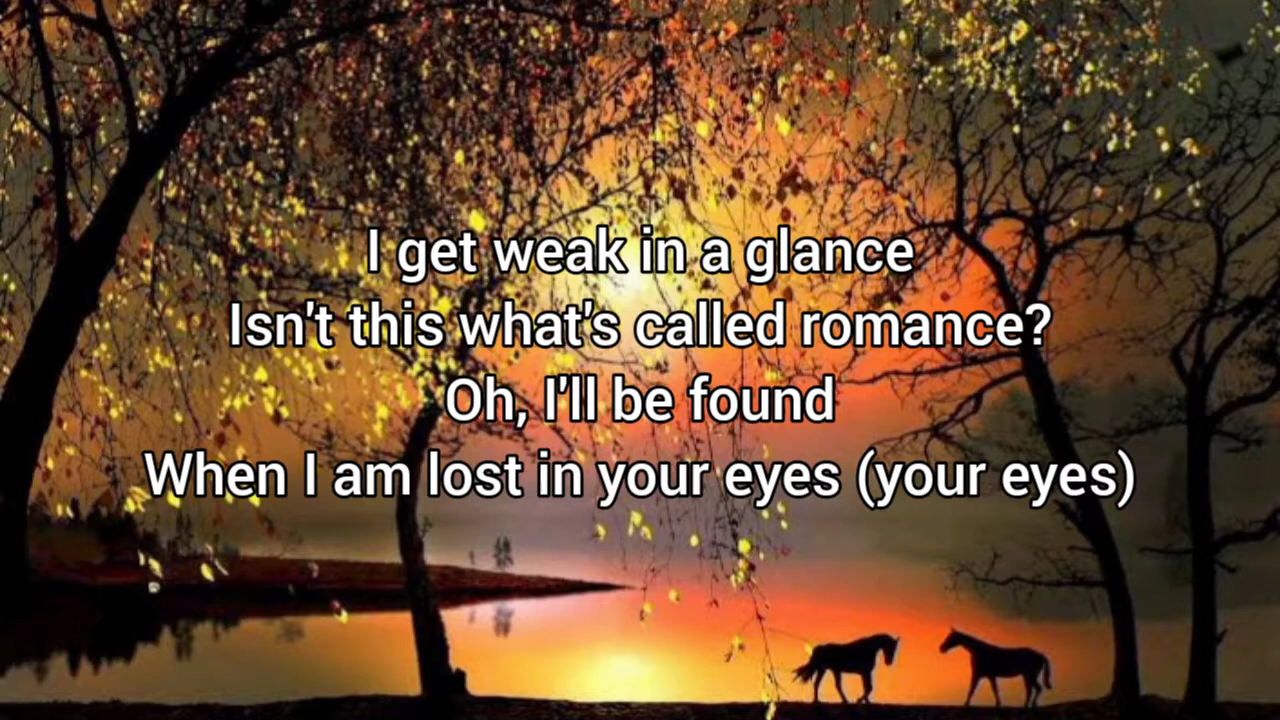 I get weak in a glance
Isn't this what's called romance?
Oh, I'll be found
When I am lost in your eyes (your eyes)